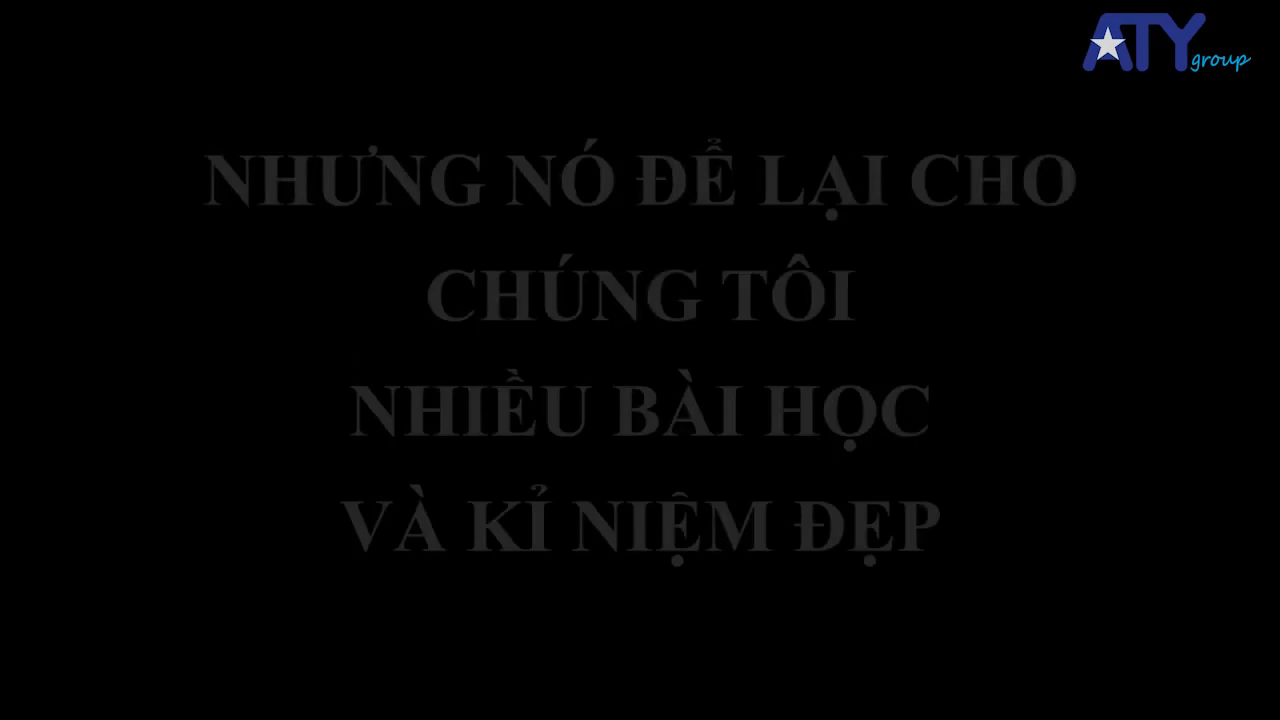 ATY group
NHƯNG NÓ ĐỂ LẠI CHO
CHÚNG TÔI
NHIỀU BÀI HỌC
VÀ KỈ NIỆM ĐẸP